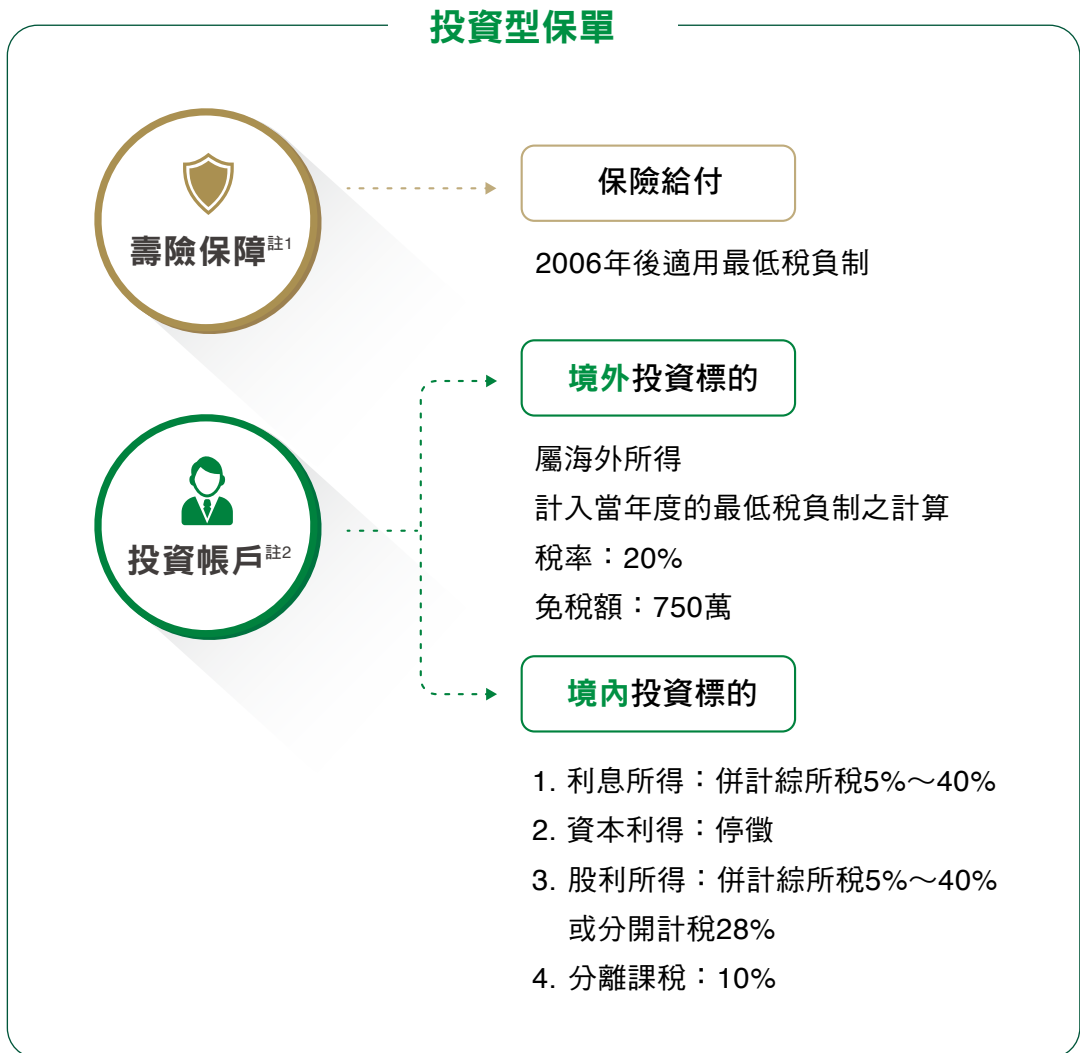 投資型保單
壽險保障註1
保險給付
2006年後適用最低稅負制
投資帳戶註2
境外投資標的
屬海外所得
計入當年度的最低稅負制之計算
稅率：20%
免稅額：750萬
境內投資標的
1. 利息所得：併計綜所稅5%～40%
2. 資本利得：停徵
3. 股利所得：併計綜所稅5%～40%
或分開計稅28%
4. 分離課稅：10%